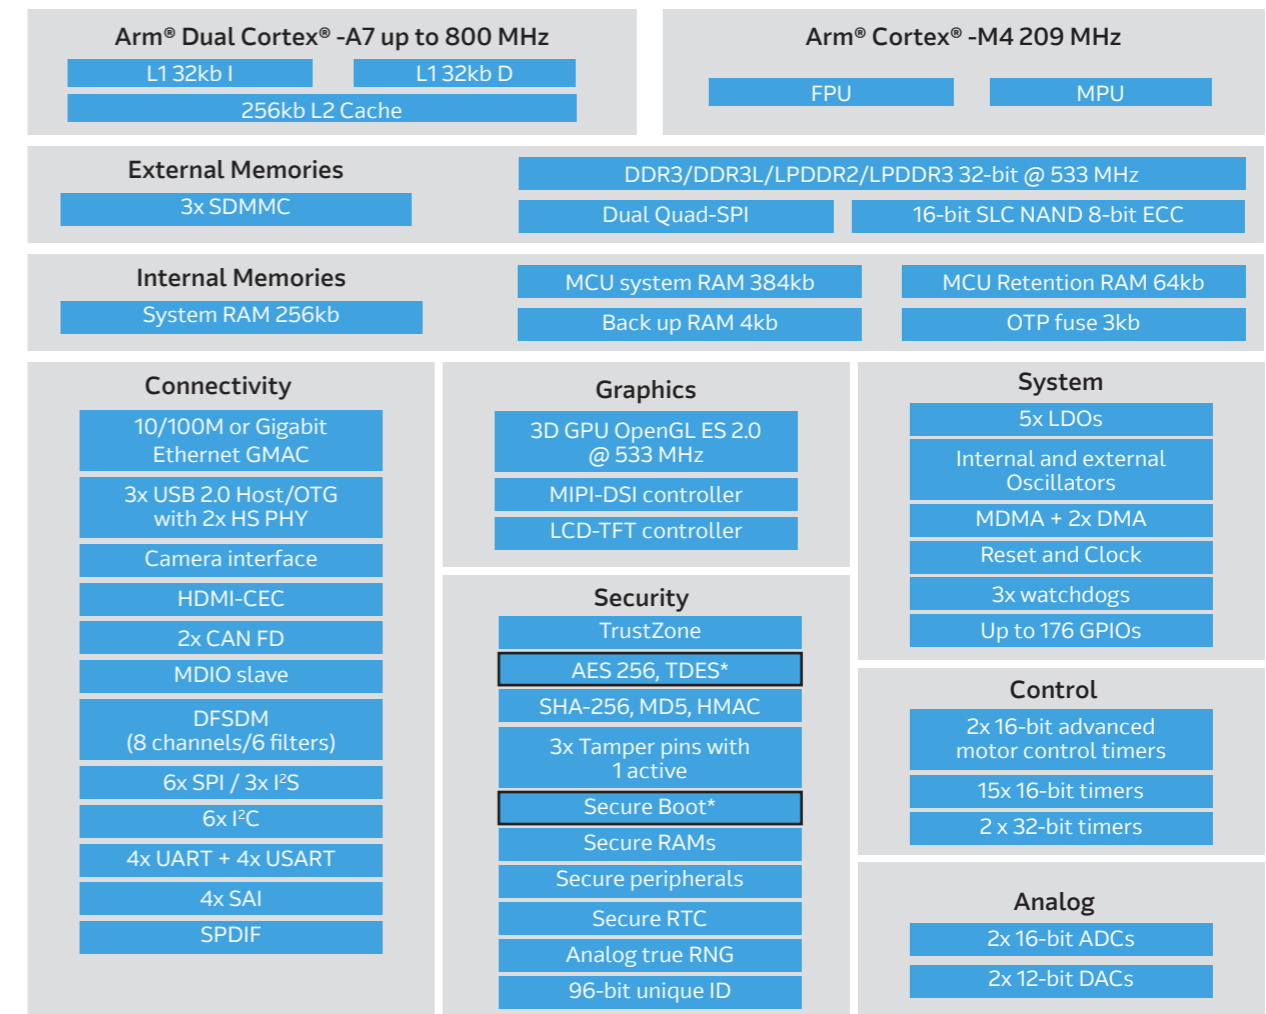 Arm® Dual Cortex® -A7 up to 800 MHz
L1 32kb I
L1 32kb D
256kb L2 Cache
Arm® Cortex® -M4 209 MHz
FPU
MPU
External Memories
3x SDMMC
DDR3/DDR3L/LPDDR2/LPDDR3 32-bit @ 533 MHz
Dual Quad-SPI
16-bit SLC NAND 8-bit ECC
Internal Memories
System RAM 256kb
MCU system RAM 384kb
MCU Retention RAM 64kb
Back up RAM 4kb
OTP fuse 3kb
Connectivity
10/100M or Gigabit
Ethernet GMAC
3x USB 2.0 Host/OTG
with 2x HS PHY
Camera interface
HDMI-CEC
2x CAN FD
MDIO slave
DFSDM
(8 channels/6 filters)
6x SPI / 3x I²S
6x I²C
4x UART + 4x USART
4x SAI
SPDIF
Graphics
3D GPU OpenGL ES 2.0
@ 533 MHz
MIPI-DSI controller
LCD-TFT controller
Security
TrustZone
AES 256, TDES*
SHA-256, MD5, HMAC
3x Tamper pins with
1 active
Secure Boot*
Secure RAMs
Secure peripherals
Secure RTC
Analog true RNG
96-bit unique ID
System
5x LDOs
Internal and external
Oscillators
MDMA + 2x DMA
Reset and Clock
3x watchdogs
Up to 176 GPIOs
Control
2x 16-bit advanced
motor control timers
15x 16-bit timers
2 x 32-bit timers
Analog
2x 16-bit ADCs
2x 12-bit DACs